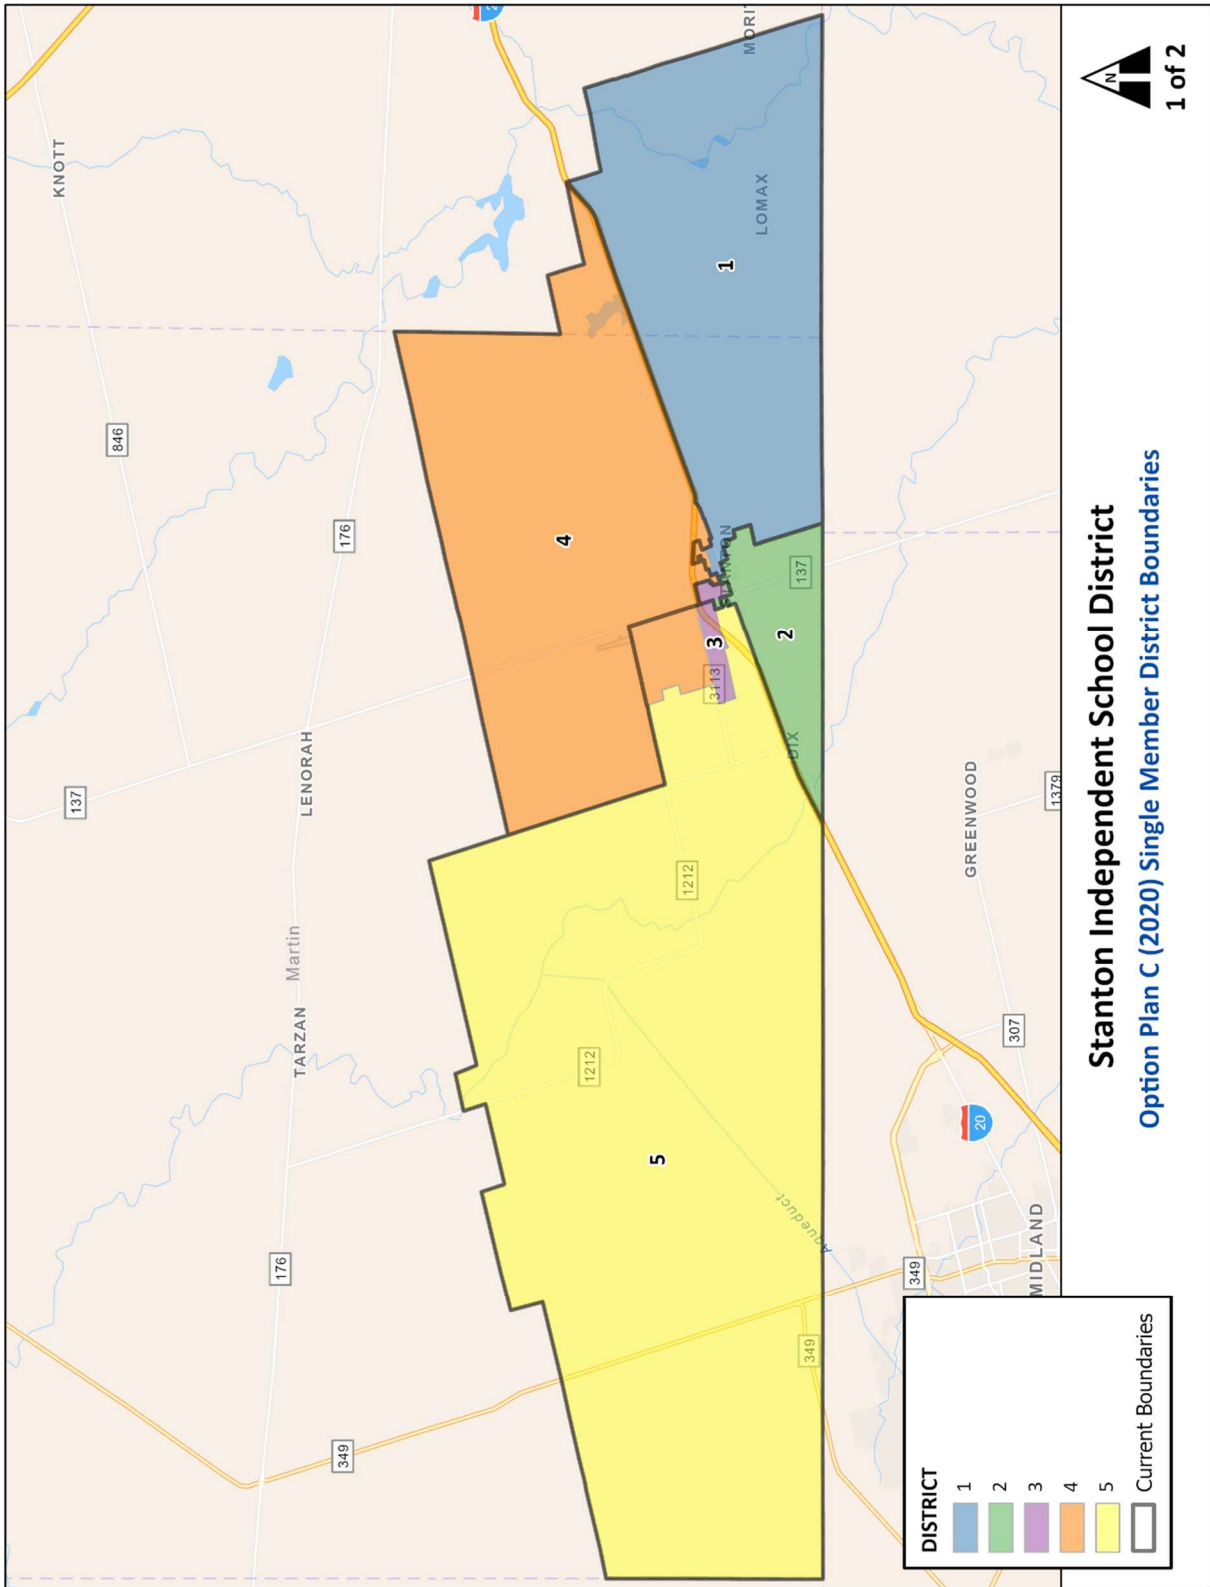 KNOTT
846
137
176
LENORAH
Martin
TARZAN
176
349
MORIT
LOMAX
1
4
STANTON
137
2
3
3113
DIX
1212
1212
5
Aqueduct
349
349
GREENWOOD
1379
307
20
MIDLAND
DISTRICT
1
2
3
4
5
Current Boundaries
Stanton Independent School District
Option Plan C (2020) Single Member District Boundaries
N
1 of 2